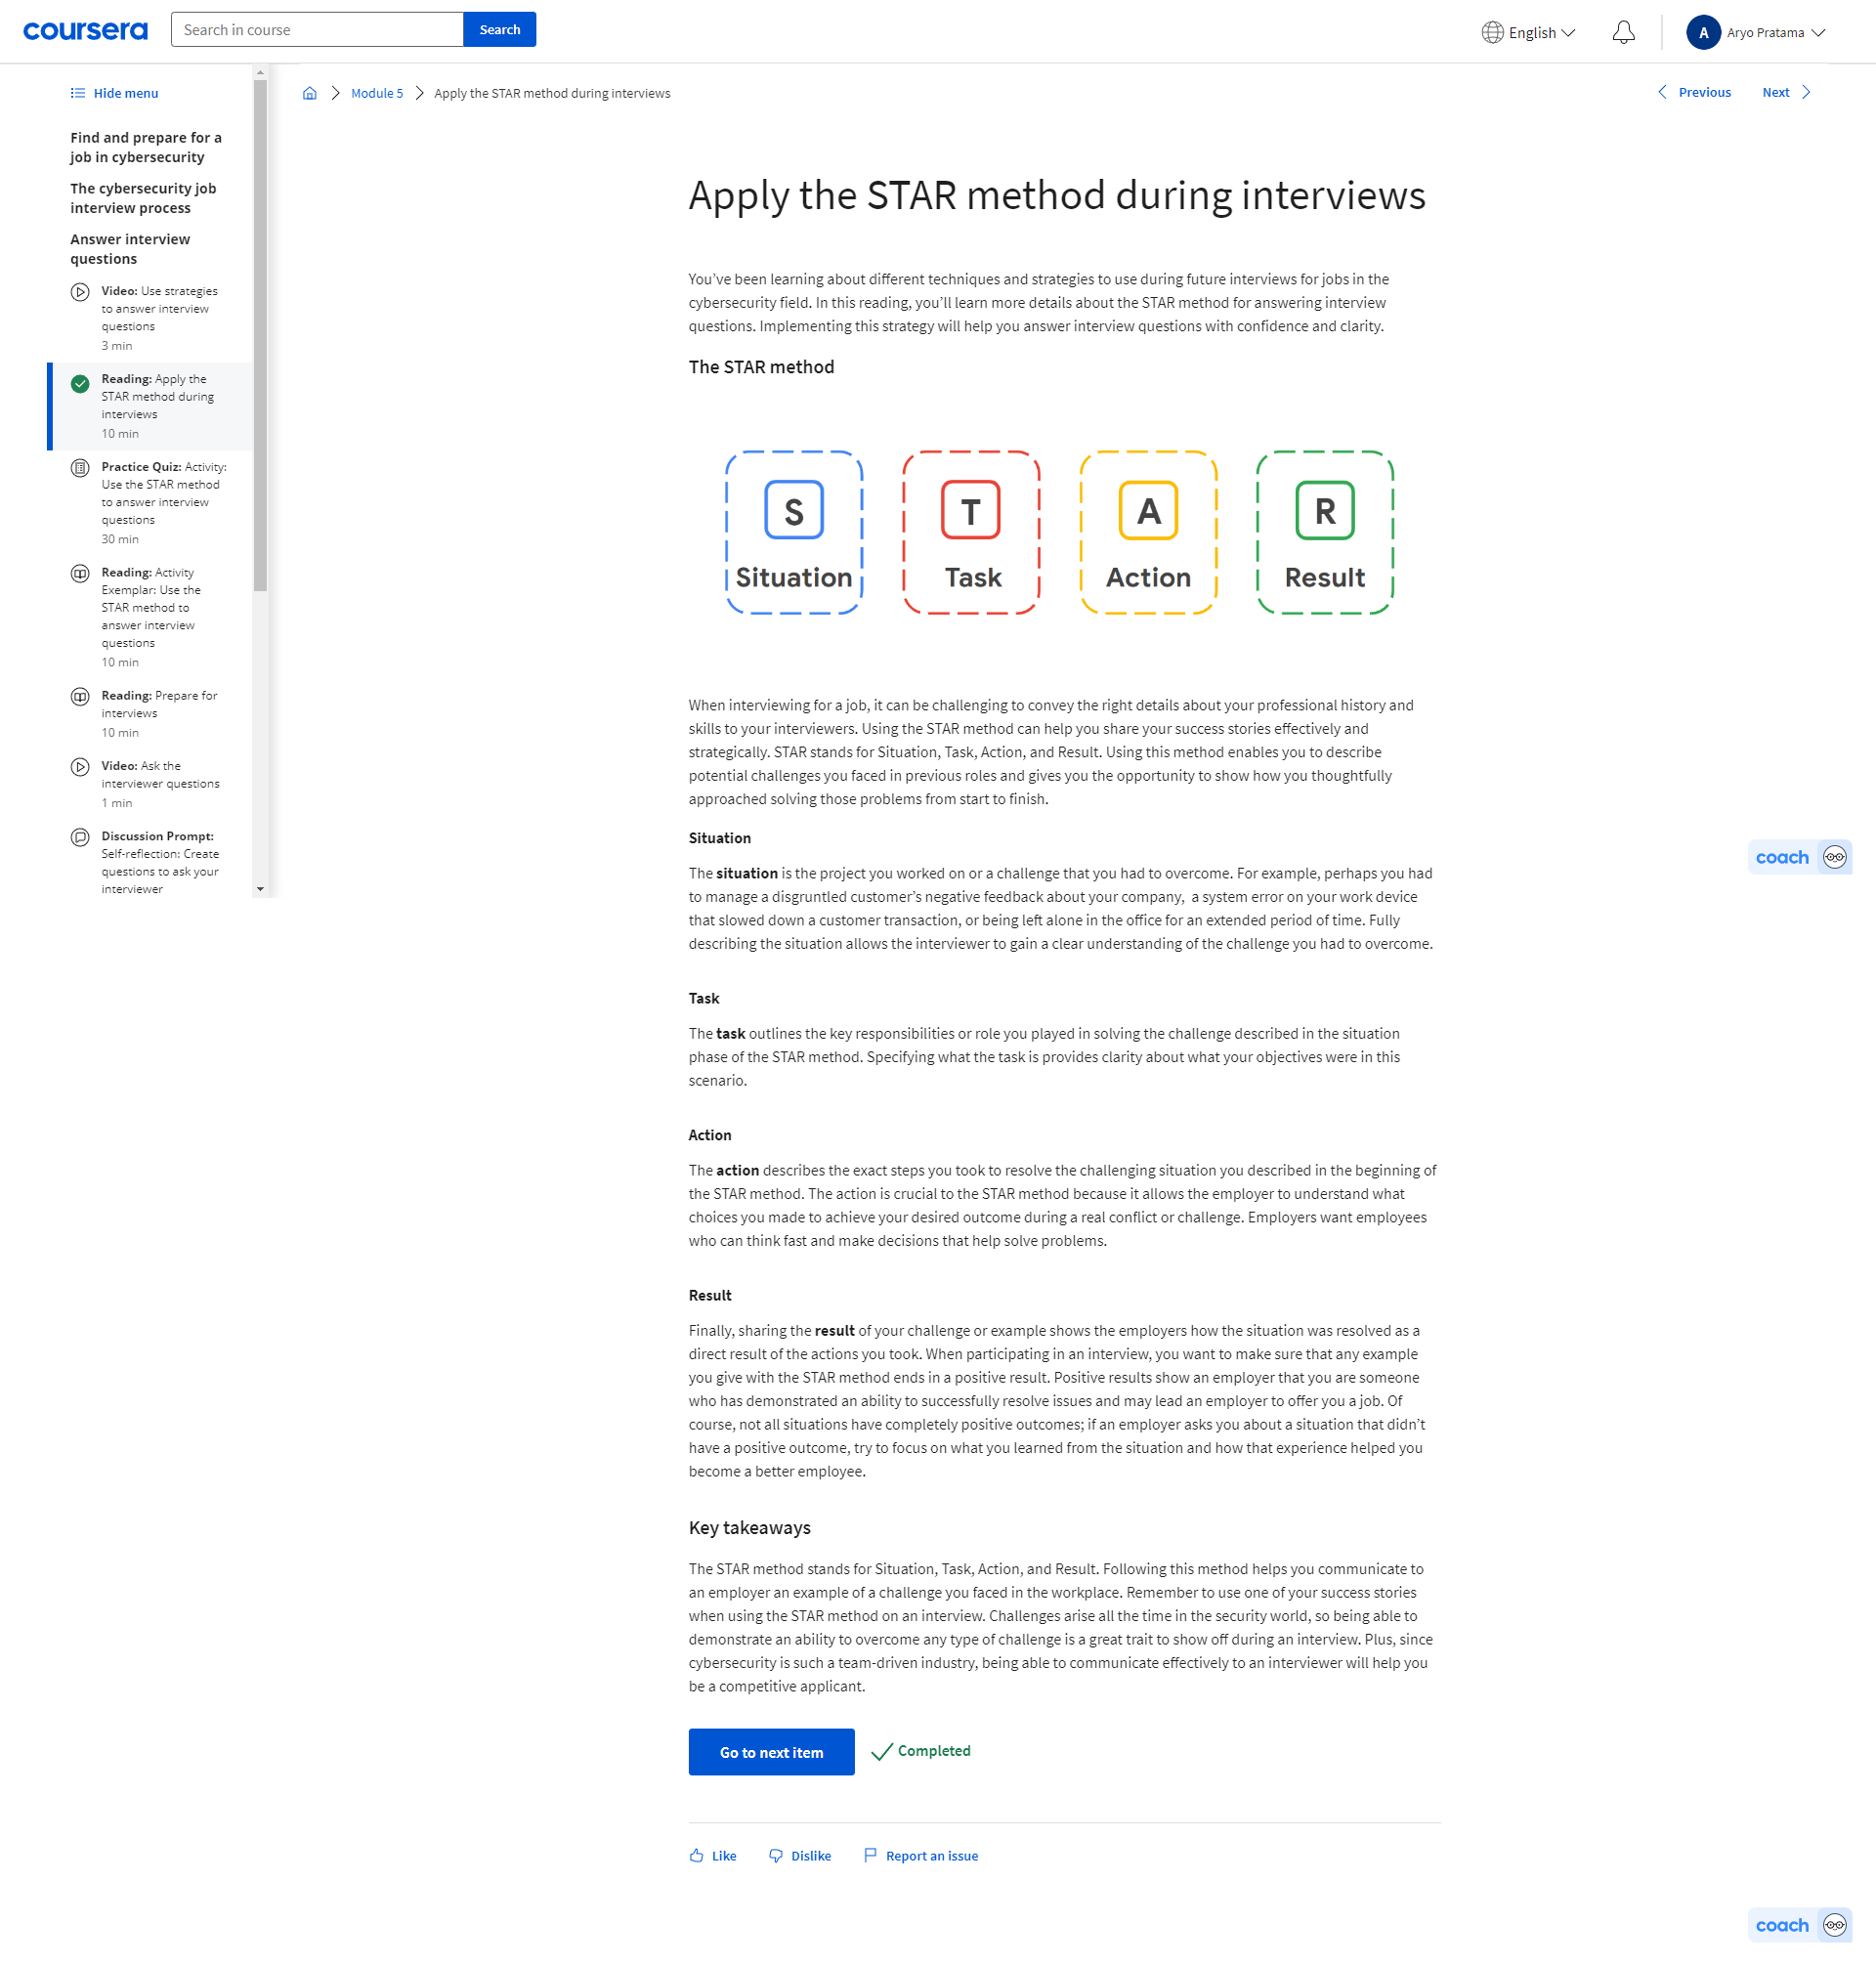 coursera
Search in course
Search
English
A
Aryo Pratama
Hide menu
Find and prepare for a
job in cybersecurity
The cybersecurity job
interview process
Answer interview
questions
Video: Use strategies
to answer interview
questions
3 min
Reading: Apply the
STAR method during
interviews
10 min
Practice Quiz: Activity:
Use the STAR method
to answer interview
questions
30 min
Reading: Activity
Exemplar: Use the
STAR method to
answer interview
questions
10 min
Reading: Prepare for
interviews
10 min
Video: Ask the
interviewer questions
1 min
Discussion Prompt:
Self-reflection: Create
questions to ask your
interviewer
Module 5
Apply the STAR method during interviews
Previous
Next
Apply the STAR method during interviews
You’ve been learning about different techniques and strategies to use during future interviews for jobs in the
cybersecurity field. In this reading, you’ll learn more details about the STAR method for answering interview
questions. Implementing this strategy will help you answer interview questions with confidence and clarity.
The STAR method
S
Situation
T
Task
A
Action
R
Result
When interviewing for a job, it can be challenging to convey the right details about your professional history and
skills to your interviewers. Using the STAR method can help you share your success stories effectively and
strategically. STAR stands for Situation, Task, Action, and Result. Using this method enables you to describe
potential challenges you faced in previous roles and gives you the opportunity to show how you thoughtfully
approached solving those problems from start to finish.
Situation
The situation is the project you worked on or a challenge that you had to overcome. For example, perhaps you had
to manage a disgruntled customer’s negative feedback about your company,  a system error on your work device
that slowed down a customer transaction, or being left alone in the office for an extended period of time. Fully
describing the situation allows the interviewer to gain a clear understanding of the challenge you had to overcome.
Task
The task outlines the key responsibilities or role you played in solving the challenge described in the situation
phase of the STAR method. Specifying what the task is provides clarity about what your objectives were in this
scenario.
Action
The action describes the exact steps you took to resolve the challenging situation you described in the beginning of
the STAR method. The action is crucial to the STAR method because it allows the employer to understand what
choices you made to achieve your desired outcome during a real conflict or challenge. Employers want employees
who can think fast and make decisions that help solve problems.
Result
Finally, sharing the result of your challenge or example shows the employers how the situation was resolved as a
direct result of the actions you took. When participating in an interview, you want to make sure that any example
you give with the STAR method ends in a positive result. Positive results show an employer that you are someone
who has demonstrated an ability to successfully resolve issues and may lead an employer to offer you a job. Of
course, not all situations have completely positive outcomes; if an employer asks you about a situation that didn’t
have a positive outcome, try to focus on what you learned from the situation and how that experience helped you
become a better employee.
Key takeaways
The STAR method stands for Situation, Task, Action, and Result. Following this method helps you communicate to
an employer an example of a challenge you faced in the workplace. Remember to use one of your success stories
when using the STAR method on an interview. Challenges arise all the time in the security world, so being able to
demonstrate an ability to overcome any type of challenge is a great trait to show off during an interview. Plus, since
cybersecurity is such a team-driven industry, being able to communicate effectively to an interviewer will help you
be a competitive applicant.
Go to next item
Completed
Like
Dislike
Report an issue
coach
coach